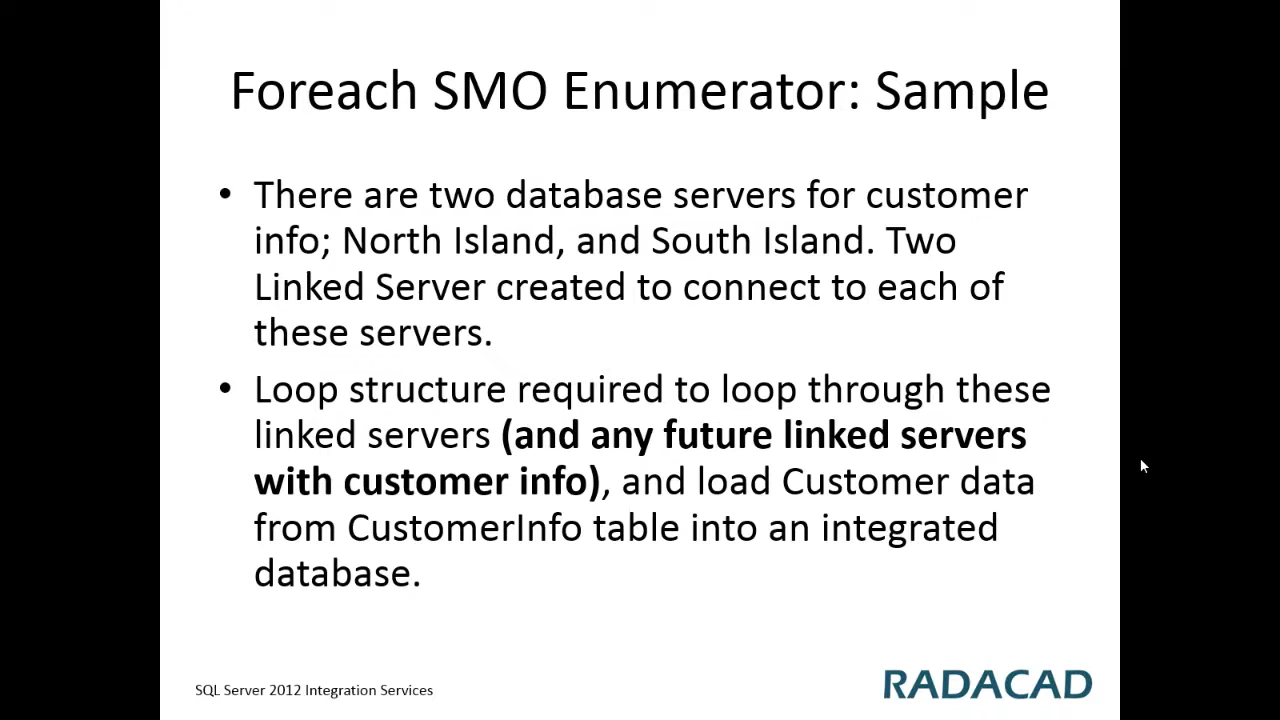 Foreach SMO Enumerator: Sample
• There are two database servers for customer
info; North Island, and South Island. Two
Linked Server created to connect to each of
these servers.
• Loop structure required to loop through these
linked servers (and any future linked servers
with customer info), and load Customer data
from CustomerInfo table into an integrated
database.
SQL Server 2012 Integration Services
RADACAD